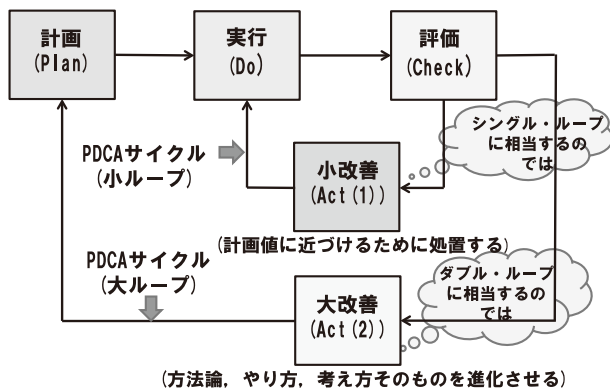 計画
(Plan)
実行
(Do)
評価
(Check)
シングル・ループ
に相当するの
では
PDCAサイクル
(小ループ)
小改善
(Act(1))
(計画値に近づけるために処置する)
PDCAサイクル
(大ループ)
ダブル・ループ
に相当するの
では
大改善
(Act(2))
(方法論，やり方，考え方そのものを進化させる)